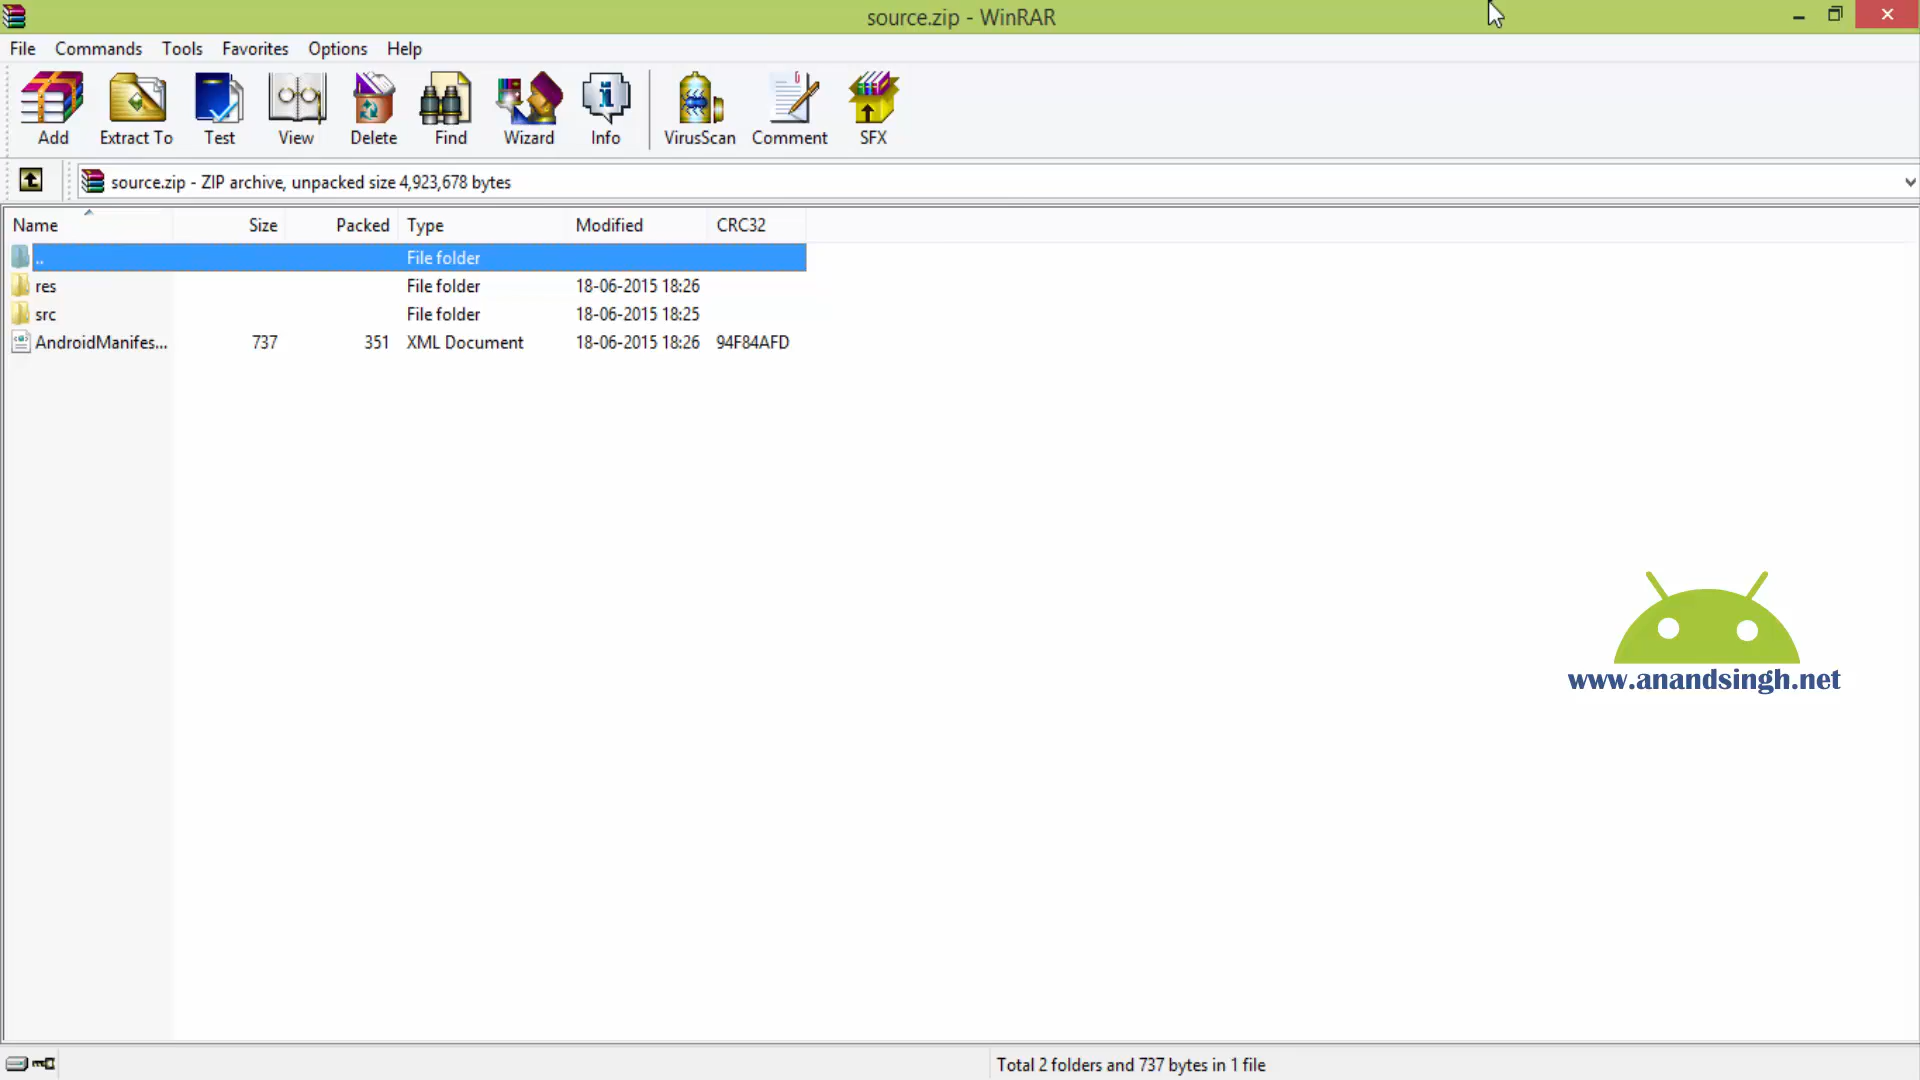 source.zip - WinRAR
File Commands Tools Favorites Options Help
Add Extract To Test View Delete Find Wizard Info VirusScan Comment SFX
source.zip - ZIP archive, unpacked size 4,923,678 bytes
Name Size Packed Type Modified CRC32
.. File folder
res File folder 18-06-2015 18:26
src File folder 18-06-2015 18:25
AndroidManifes... 737 351 XML Document 18-06-2015 18:26 94F84AFD
www.anandsingh.net
Total 2 folders and 737 bytes in 1 file